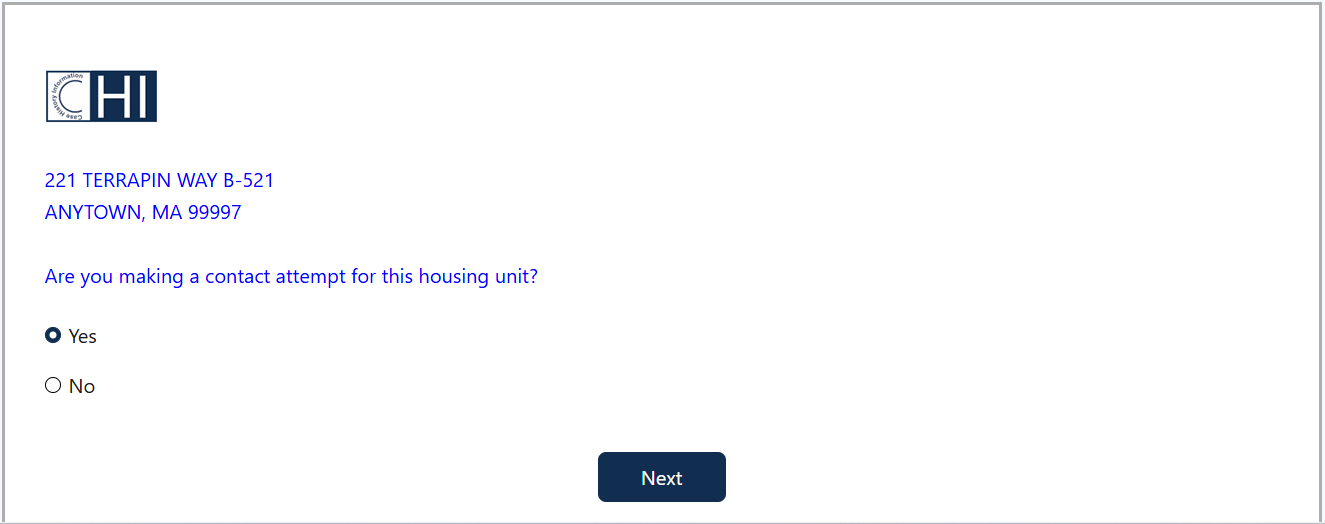 Case History Information
CHI
221 TERRAPIN WAY B-521
ANYTOWN, MA 99997
Are you making a contact attempt for this housing unit?
Yes
No
Next